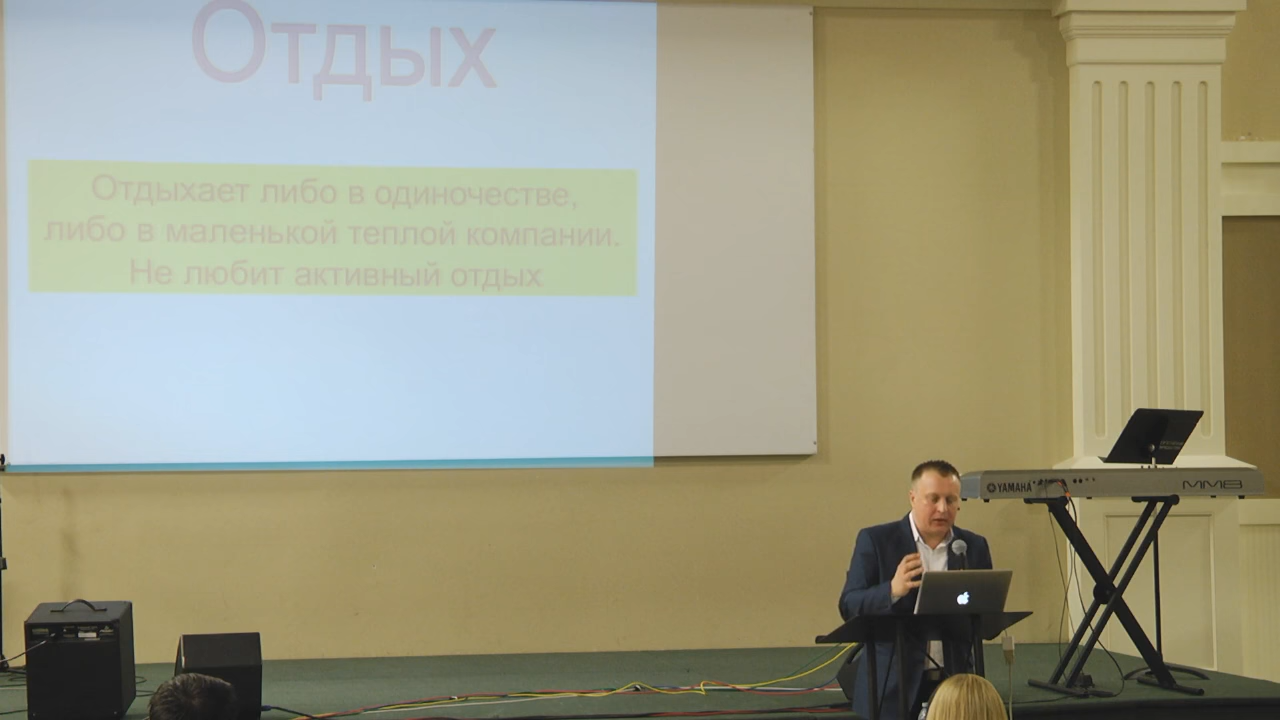 Отдых
Отдыхает либо в одиночестве,
либо в маленькой теплой компании.
Не любит активный отдых
YAMAHA
MM8